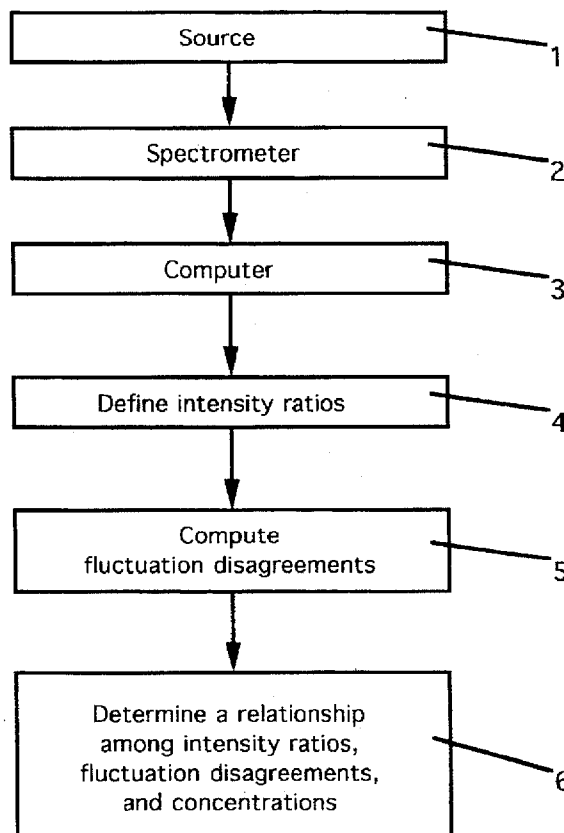 Source
1
Spectrometer
2
Computer
3
Define intensity ratios
4
Compute
fluctuation disagreements
5
Determine a relationship
among intensity ratios,
fluctuation disagreements,
and concentrations
6